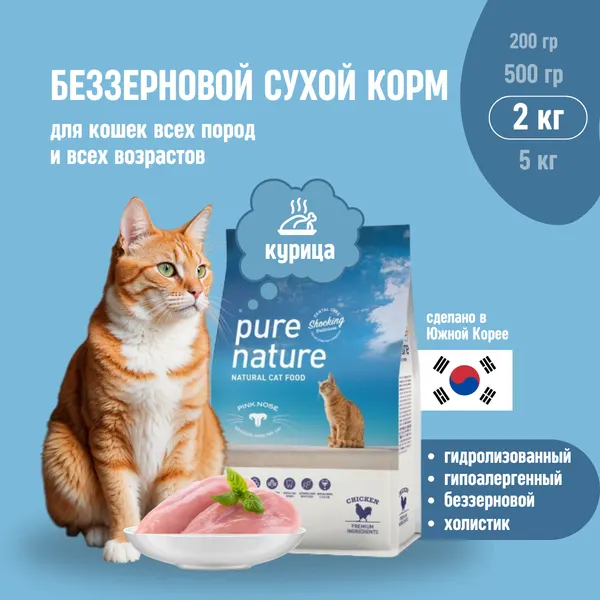 200 гр
500 гр
2 кг
5 кг
БЕЗЗЕРНОВОЙ СУХОЙ КОРМ
для кошек всех пород
и всех возрастов
курица
Shocking
pure
nature
NATURAL CAT FOOD
PINK NOSE
CHICKEN
PREMIUM
INGREDIENTS
сделано в
Южной Корее
• гидролизованный
• гипоалергенный
• беззерновой
• холистик